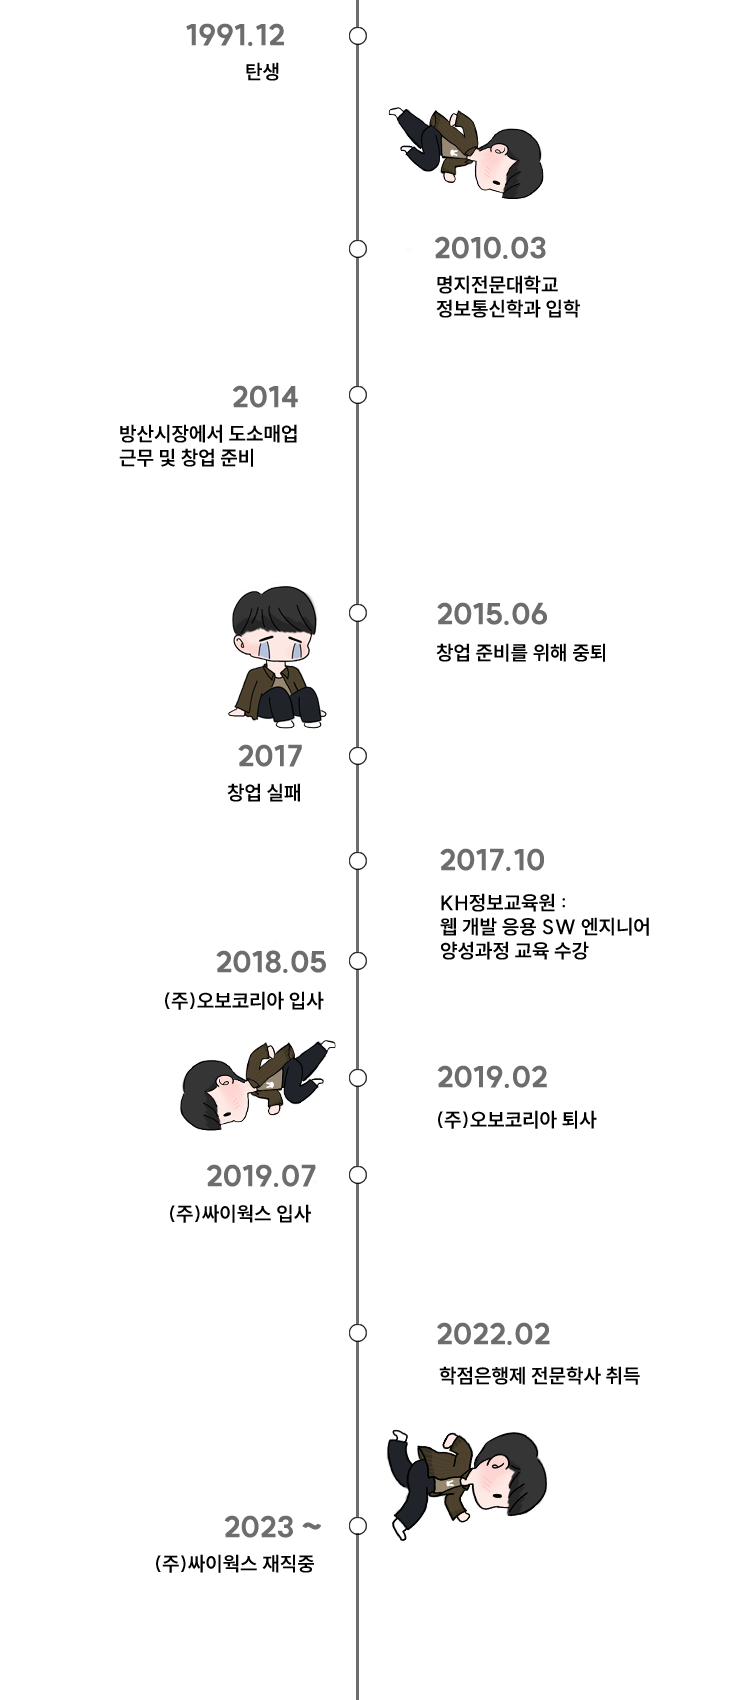 1991.12
탄생
2010.03
명지전문대학교
정보통신학과 입학
2014
방산시장에서 도소매업
근무 및 창업 준비
2015.06
창업 준비를 위해 중퇴
2017
창업 실패
2017.10
KH정보교육원 :
웹 개발 응용 SW 엔지니어
양성과정 교육 수강
2018.05
(주)오보코리아 입사
2019.02
(주)오보코리아 퇴사
2019.07
(주)싸이웍스 입사
2022.02
학점은행제 전문학사 취득
2023 ~
(주)싸이웍스 재직중